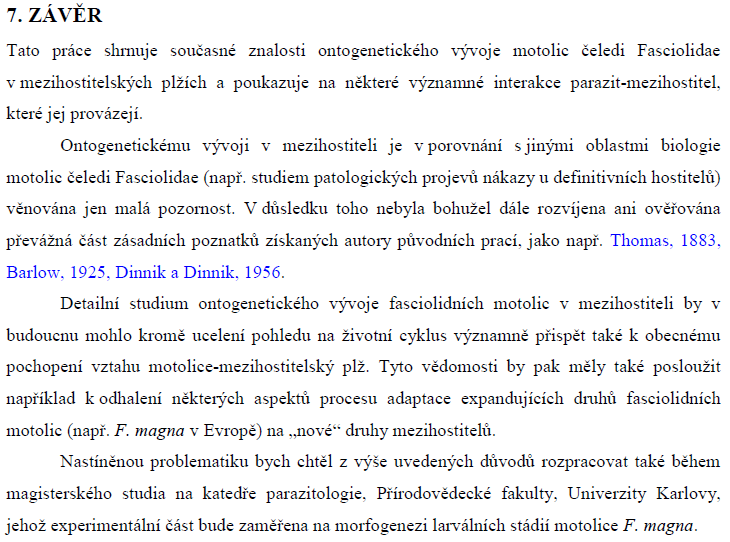 7. ZÁVĚR
Tato práce shrnuje současné znalosti ontogenetického vývoje motolic čeledi Fasciolidae
v mezihostitelských plžích a poukazuje na některé významné interakce parazit-mezihostitel,
které jej provázejí.
Ontogenetickému vývoji v mezihostiteli je v porovnání s jinými oblastmi biologie
motolic čeledi Fasciolidae (např. studiem patologických projevů nákazy u definitivních hostitelů)
věnována jen malá pozornost. V důsledku toho nebyla bohužel dále rozvíjena ani ověřována
převážná část zásadních poznatků získaných autory původních prací, jako např. Thomas, 1883,
Barlow, 1925, Dinnik a Dinnik, 1956.
Detailní studium ontogenetického vývoje fasciolidních motolic v mezihostiteli by v
budoucnu mohlo kromě ucelení pohledu na životní cyklus významně přispět také k obecnému
pochopení vztahu motolice-mezihostitelský plž. Tyto vědomosti by pak měly také posloužit
například k odhalení některých aspektů procesu adaptace expandujících druhů fasciolidních
motolic (např. F. magna v Evropě) na „nové“ druhy mezihostitelů.
Nastíněnou problematiku bych chtěl z výše uvedených důvodů rozpracovat také během
magisterského studia na katedře parazitologie, Přírodovědecké fakulty, Univerzity Karlovy,
jehož experimentální část bude zaměřena na morfogenezi larválních stádií motolice F. magna.